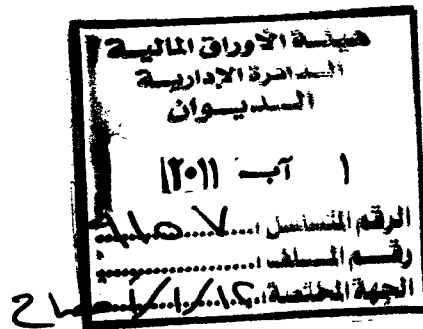 هيئة الأوراق المالية
الدائرة الإدارية
الديوان
١ آب ٢٠١١
الرقم المتسلسل:
رقم الملف:
الجهة المختصة: